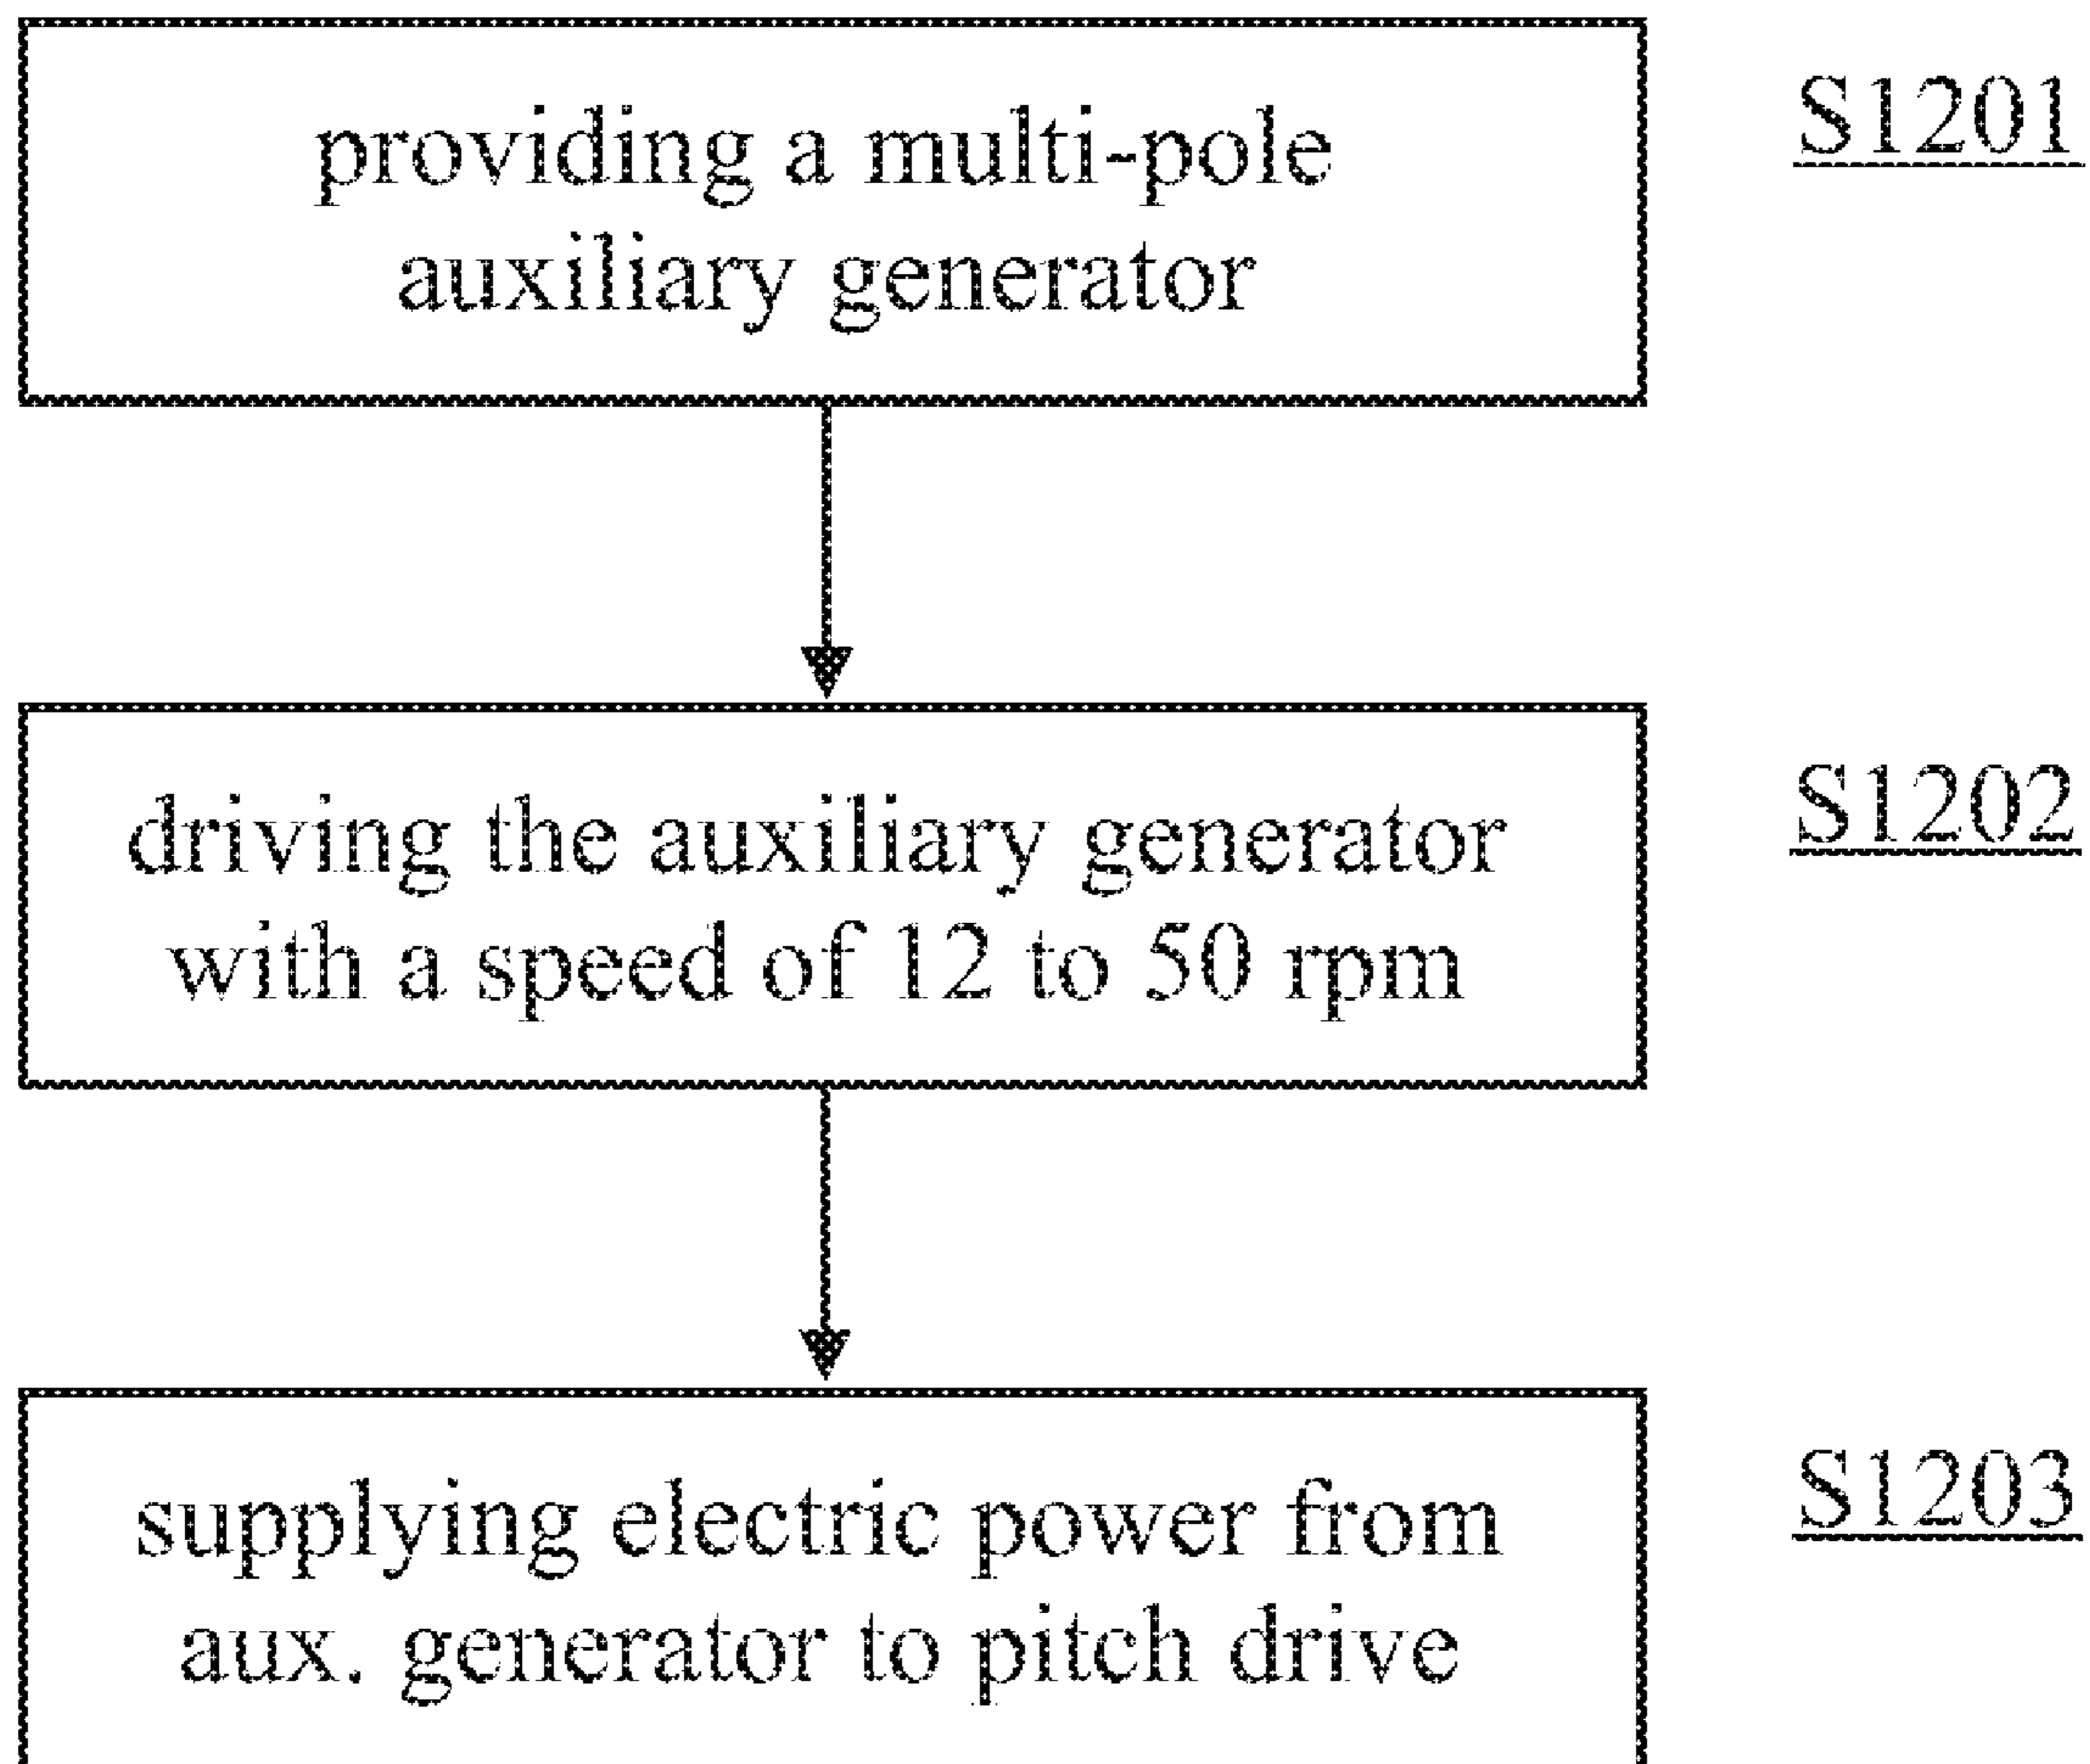 providing a multi-pole
auxiliary generator
S1201
driving the auxiliary generator
with a speed of 12 to 50 rpm
S1202
supplying electric power from
aux. generator to pitch drive
S1203